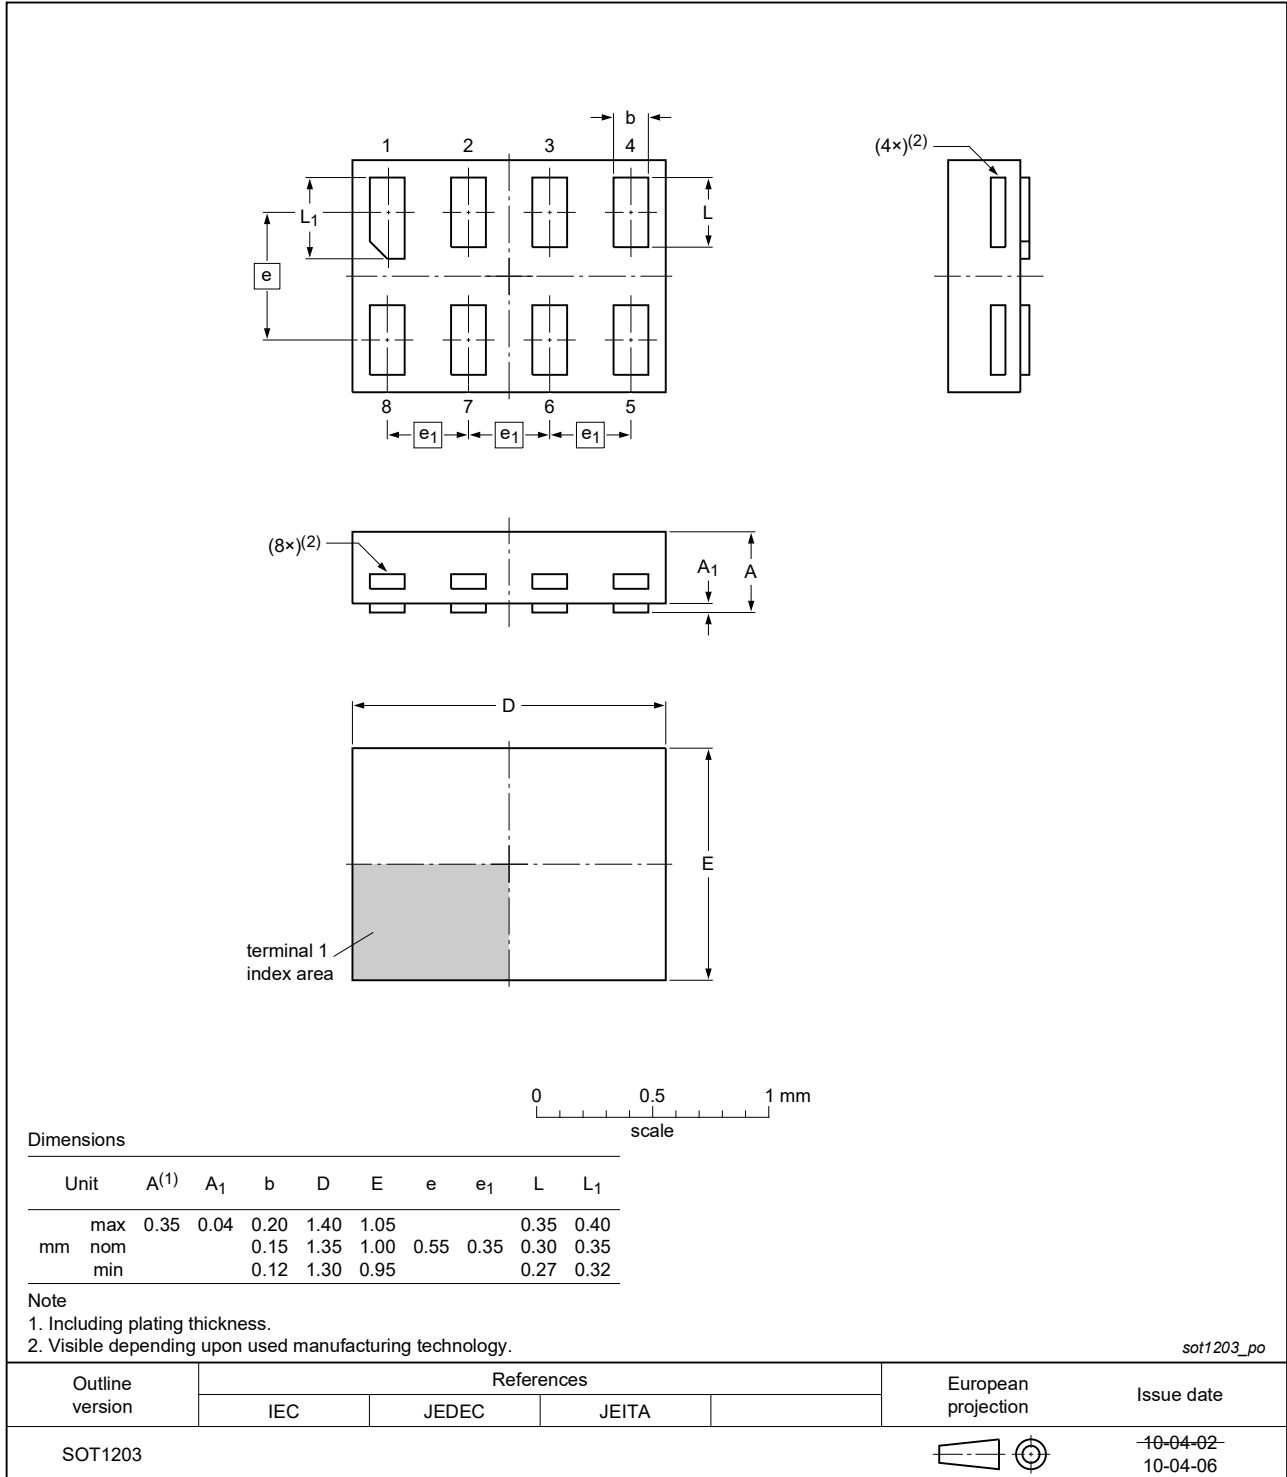 b
1 2 3 4
(4×)(2)
L1
L
e
8 7 6 5
e1 e1 e1
(8×)(2)
A1
A
D
E
terminal 1
index area
0 0.5 1 mm
scale
Dimensions
Unit A(1) A1 b D E e e1 L L1
max 0.35 0.04 0.20 1.40 1.05 0.35 0.40
mm nom 0.15 1.35 1.00 0.55 0.35 0.30 0.35
min 0.12 1.30 0.95 0.27 0.32
Note
1. Including plating thickness.
2. Visible depending upon used manufacturing technology.
sot1203_po
Outline
version
References
IEC JEDEC JEITA
European
projection
Issue date
SOT1203
10-04-02
10-04-06